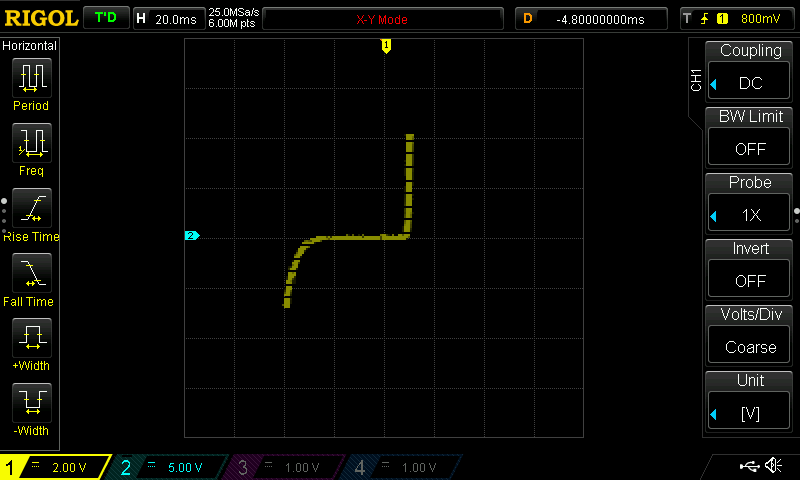 RIGOL T'D H 20.0ms 25.0MSa/s 6.00M pts X-Y Mode D -4.80000000ms T 1 800mV
Horizontal
Period
Freq
Rise Time
Fall Time
+Width
-Width
1
2
CH1
Coupling
DC
BW Limit
OFF
Probe
1X
Invert
OFF
Volts/Div
Coarse
Unit
[V]
1 2.00 V 2 5.00 V 3 1.00 V 4 1.00 V